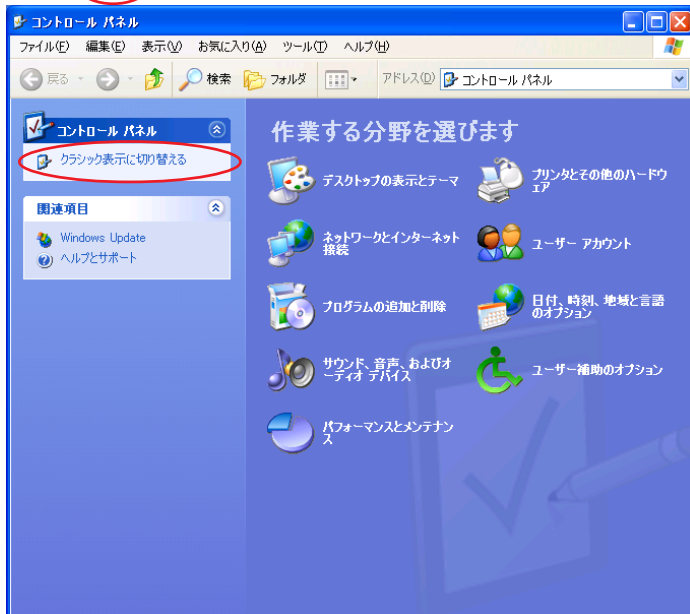 コントロール パネル
ファイル(F) 編集(E) 表示(V) お気に入り(A) ツール(T) ヘルプ(H)
戻る 検索 フォルダ アドレス(D) コントロール パネル
コントロール パネル
クラシック表示に切り替える
関連項目
Windows Update
ヘルプとサポート
作業する分野を選びます
デスクトップの表示とテーマ
プリンタとその他のハードウ
ェア
ネットワークとインターネット
接続
ユーザー アカウント
プログラムの追加と削除
日付、時刻、地域と言語
のオプション
サウンド、音声、およびオ
ーディオ デバイス
ユーザー補助のオプション
パフォーマンスとメンテナン
ス